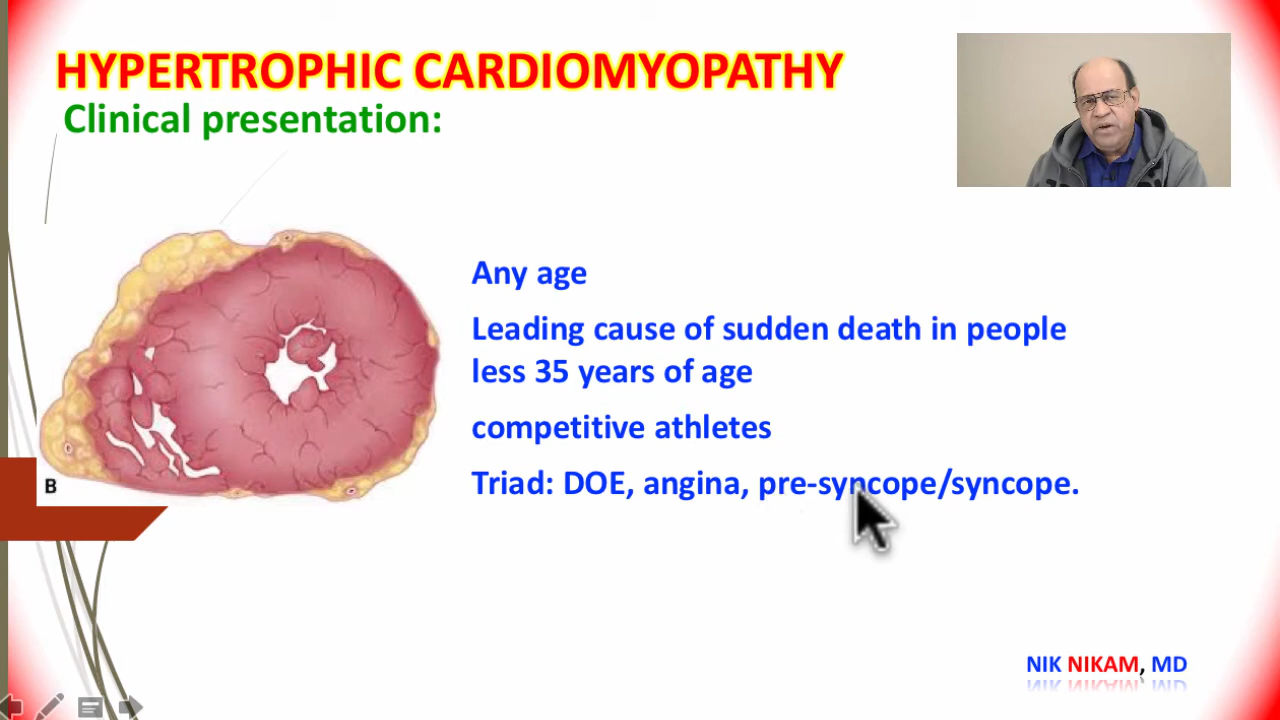 HYPERTROPHIC CARDIOMYOPATHY
Clinical presentation:
Any age
Leading cause of sudden death in people
less 35 years of age
competitive athletes
Triad: DOE, angina, pre-syncope/syncope.
B
NIK NIKAM, MD